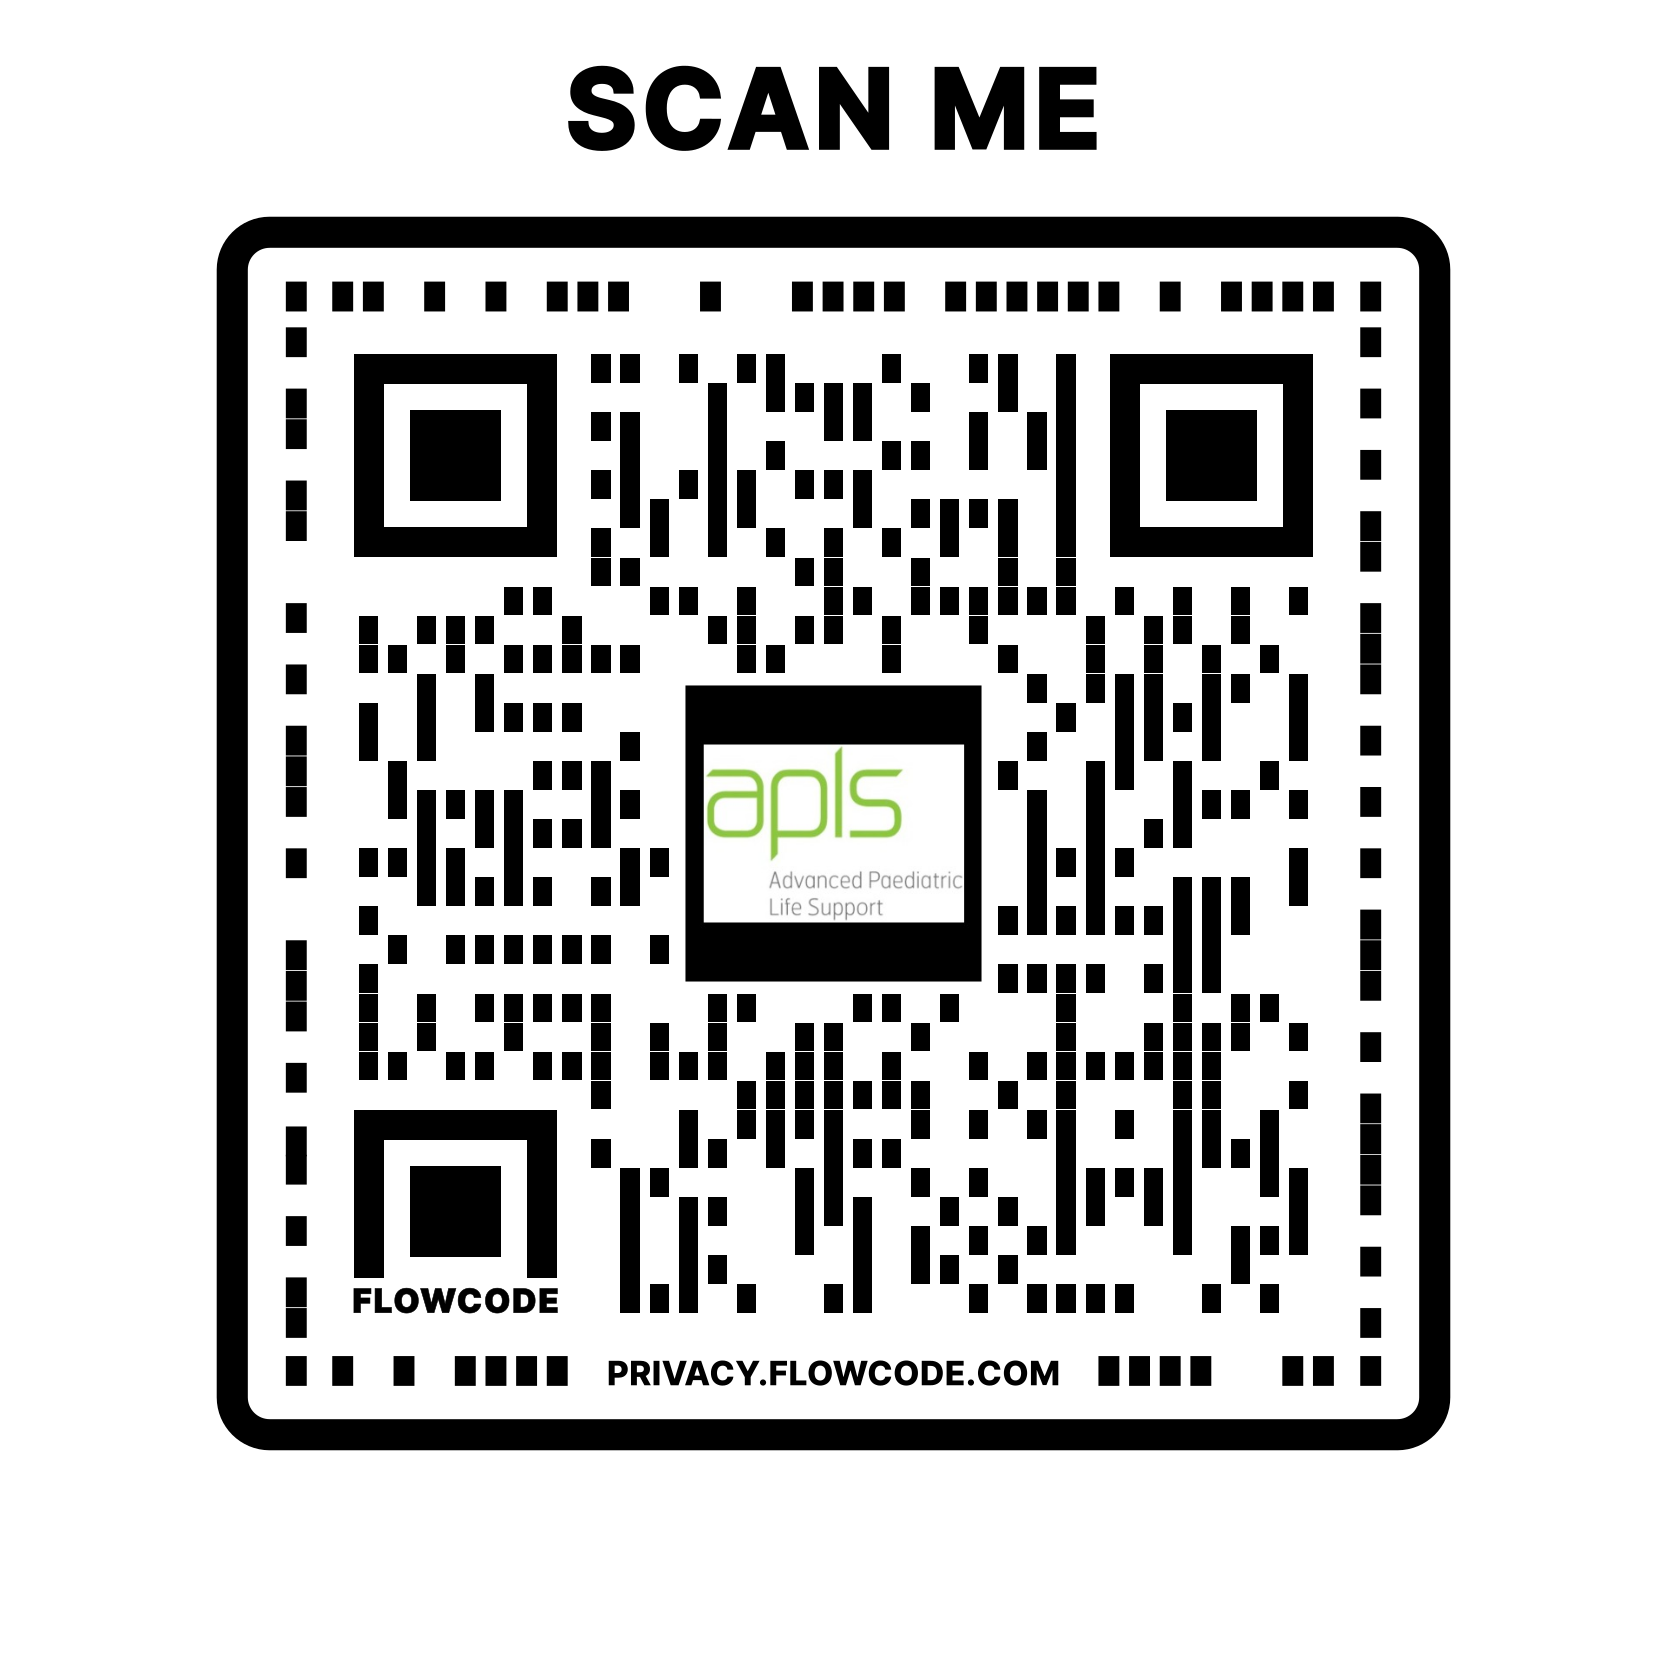 SCAN ME
apls
Advanced Paediatric
Life Support
FLOWCODE
PRIVACY.FLOWCODE.COM